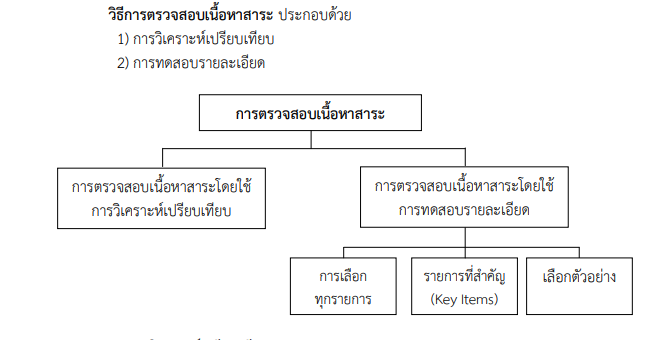 วิธีการตรวจสอบเนื้อหาสาระ ประกอบด้วย
1) การวิเคราะห์เปรียบเทียบ
2) การทดสอบรายละเอียด
การตรวจสอบเนื้อหาสาระ
การตรวจสอบเนื้อหาสาระโดยใช้
การวิเคราะห์เปรียบเทียบ
การตรวจสอบเนื้อหาสาระโดยใช้
การทดสอบรายละเอียด
การเลือก
ทุกรายการ
รายการที่สำคัญ
(Key Items)
เลือกตัวอย่าง